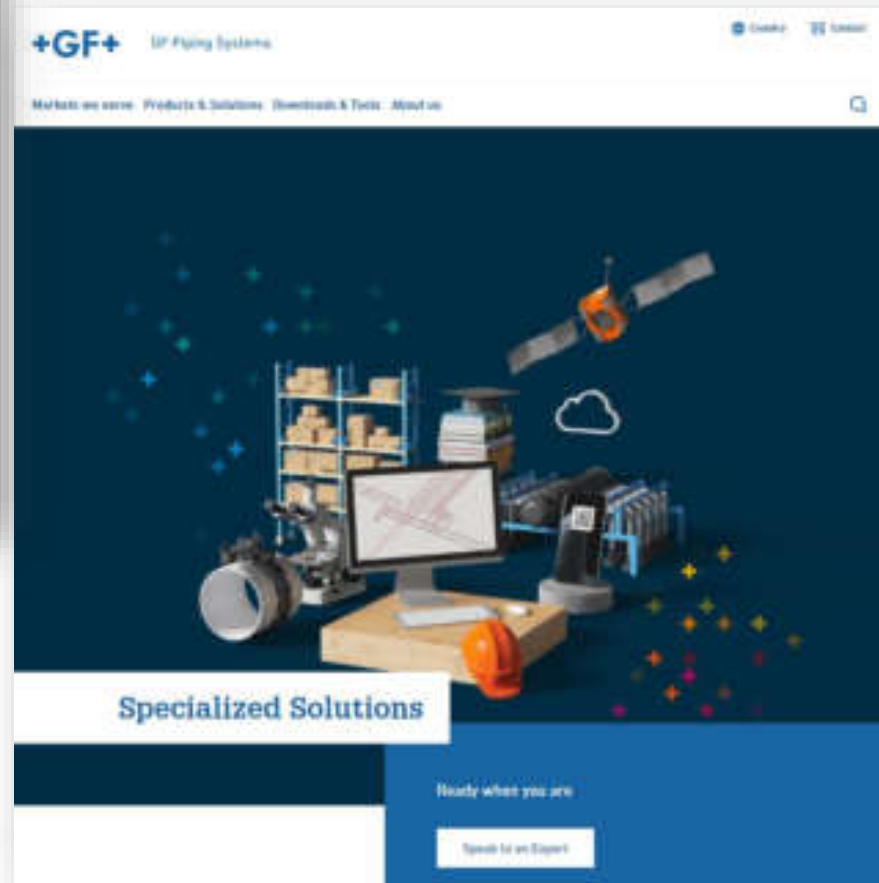 +GF+ GF Piping Systems
Country Contact
Markets we serve Products & Solutions Downloads & Tools About us
Specialized Solutions
Ready when you are
Speak to an Expert